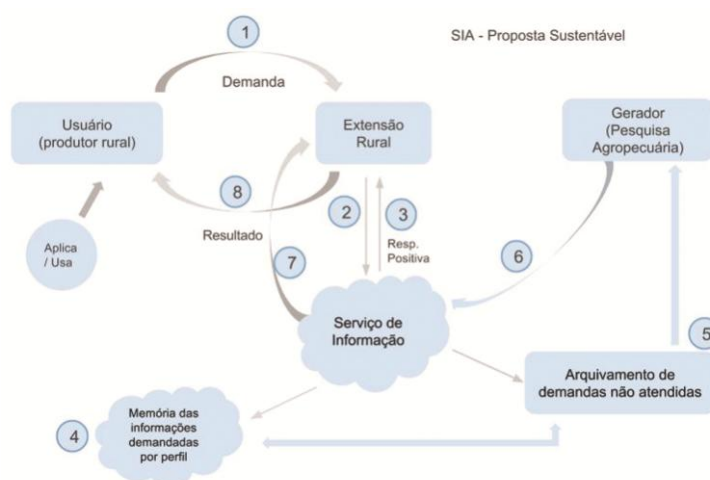 1
SIA - Proposta Sustentável
Demanda
Usuário
(produtor rural)
Extensão
Rural
Gerador
(Pesquisa
Agropecuária)
8
2
3
Resultado
Resp.
Positiva
Aplica
/ Usa
7
6
Serviço de
Informação
5
Arquivamento de
demandas não atendidas
4
Memória das
informações
demandadas
por perfil